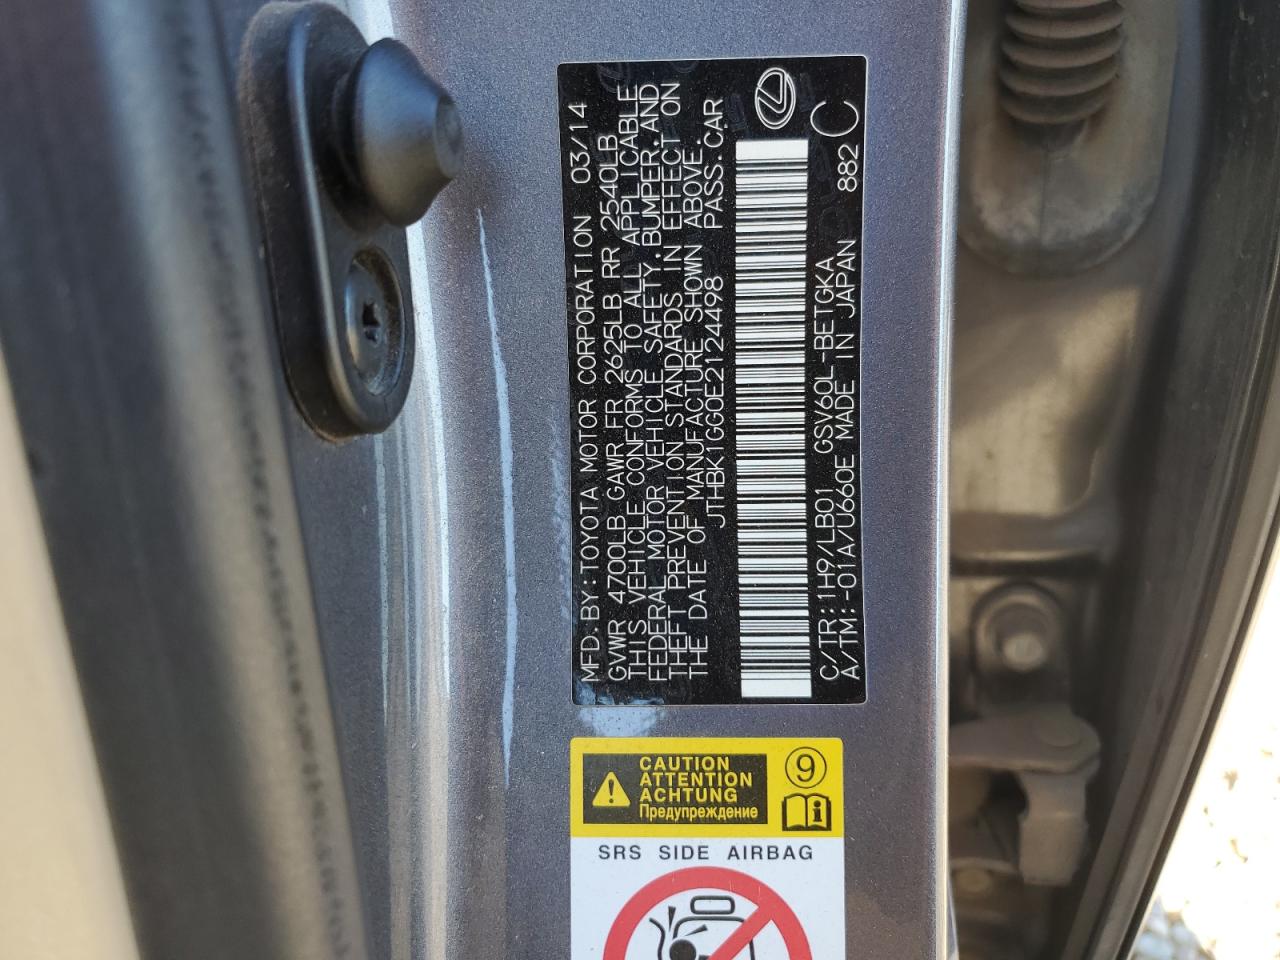 MFD. BY: TOYOTA MOTOR CORPORATION 03/14
GVWR 4700LB GAWR FR 2625LB RR 2540LB
THIS VEHICLE CONFORMS TO ALL APPLICABLE
FEDERAL MOTOR VEHICLE SAFETY, BUMPER, AND
THEFT PREVENTION STANDARDS IN EFFECT ON
THE DATE OF MANUFACTURE SHOWN ABOVE.
JTHBK1GG0E2124498 PASS. CAR
C/TR: 1H9/LB01 GSV60L-BETGKA
A/TM: -01A/U660E MADE IN JAPAN 882 C
CAUTION
ATTENTION
ACHTUNG
Предупреждение
9
i
SRS SIDE AIRBAG